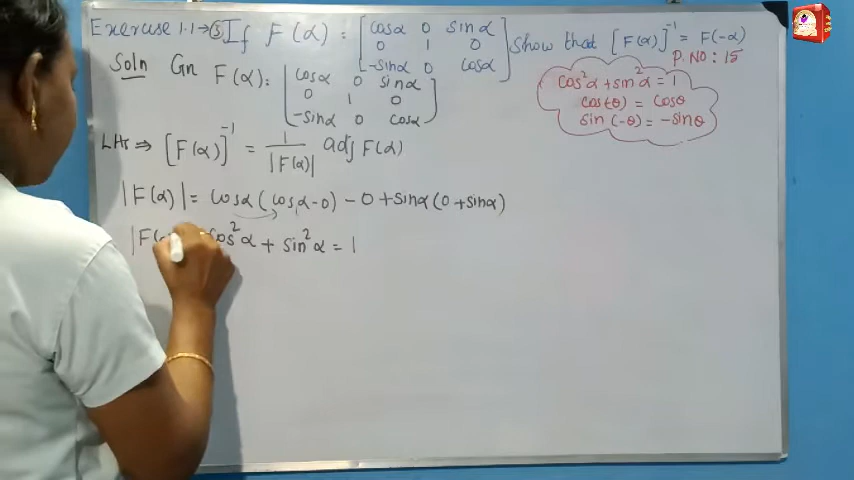 Exercise 1.1 → ③ If F(α) = [cosα 0 sinα
0 1 0
-sinα 0 cosα] Show that [F(α)]⁻¹ = F(-α)
P.NO : 15
Soln Gn F(α) = [cosα 0 sinα
0 1 0
-sinα 0 cosα]
cos²α + sin²α = 1
cos(-θ) = cosθ
sin(-θ) = -sinθ
LHS ⇒ [F(α)]⁻¹ = 1/|F(α)| adj F(α)
|F(α)| = cosα (cosα - 0) - 0 + sinα (0 + sinα)
|F(α cos²α + sin²α = 1